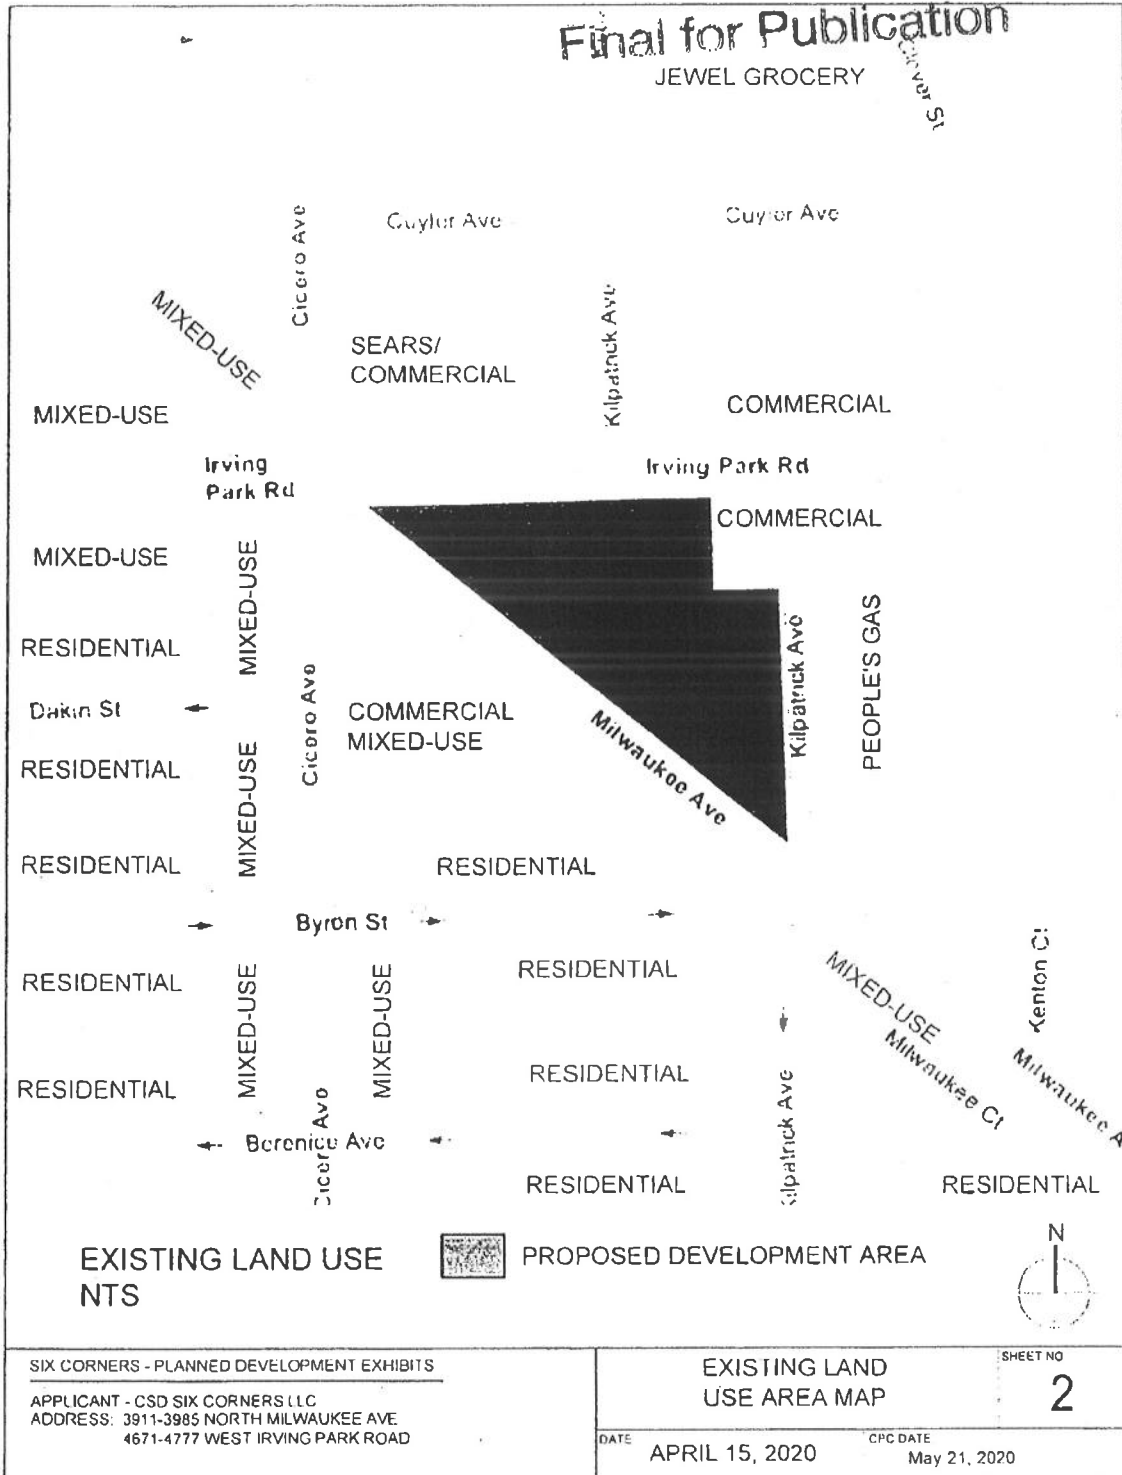 Final for Publication
JEWEL GROCERY
Clover St
Cuyler Ave
Cuyler Ave
Cicero Ave
MIXED-USE
SEARS/
COMMERCIAL
Kilpatrick Ave
COMMERCIAL
MIXED-USE
Irving
Park Rd
Irving Park Rd
COMMERCIAL
MIXED-USE
MIXED-USE
RESIDENTIAL
Kilpatrick Ave
PEOPLE'S GAS
Dakin St
Cicero Ave
COMMERCIAL
MIXED-USE
Milwaukee Ave
RESIDENTIAL
MIXED-USE
RESIDENTIAL
RESIDENTIAL
Byron St
RESIDENTIAL
MIXED-USE
MIXED-USE
RESIDENTIAL
MIXED-USE
Kenton Ct
Milwaukee Ct
Milwaukee A
RESIDENTIAL
RESIDENTIAL
Kilpatrick Ave
Berenice Ave
Cicero Ave
RESIDENTIAL
RESIDENTIAL
EXISTING LAND USE
NTS
PROPOSED DEVELOPMENT AREA
N
SIX CORNERS - PLANNED DEVELOPMENT EXHIBITS
APPLICANT - CSD SIX CORNERS LLC
ADDRESS: 3911-3985 NORTH MILWAUKEE AVE
4671-4777 WEST IRVING PARK ROAD
EXISTING LAND
USE AREA MAP
SHEET NO
2
DATE
APRIL 15, 2020
CPC DATE
May 21, 2020